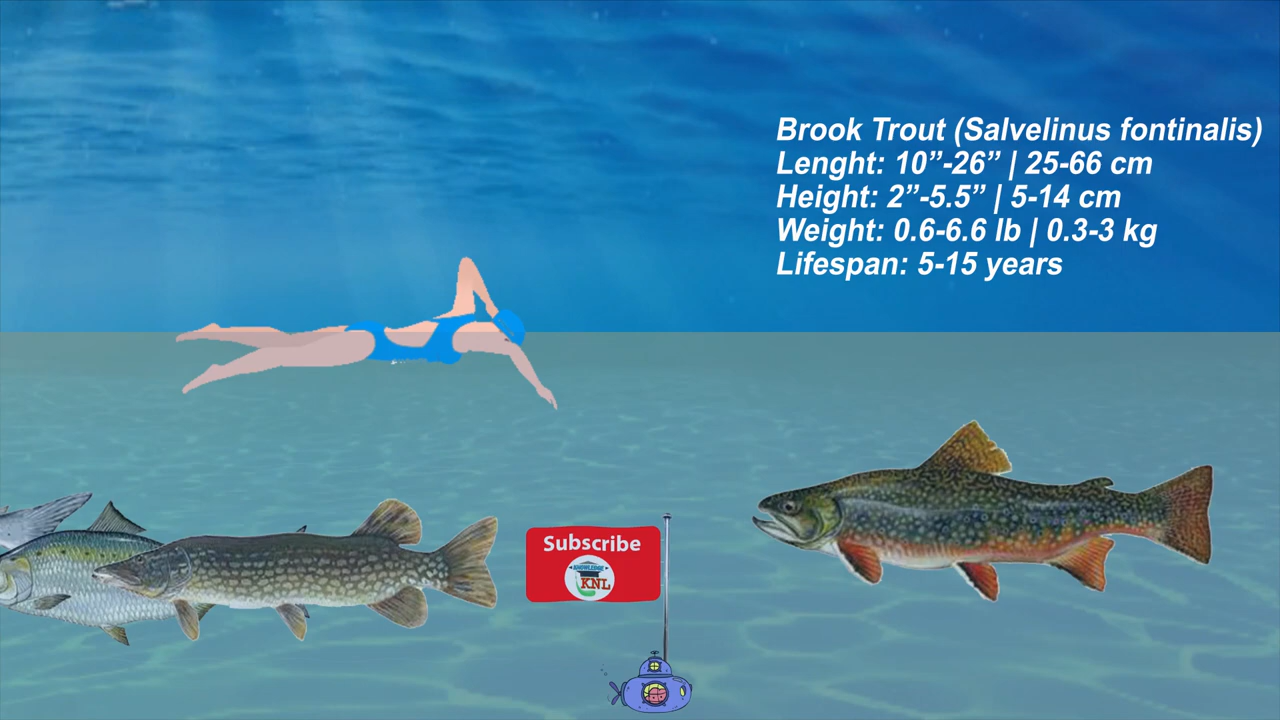 Brook Trout (Salvelinus fontinalis)
Lenght: 10”-26” | 25-66 cm
Height: 2”-5.5” | 5-14 cm
Weight: 0.6-6.6 lb | 0.3-3 kg
Lifespan: 5-15 years
Subscribe
KNOWLEDGE
KNL